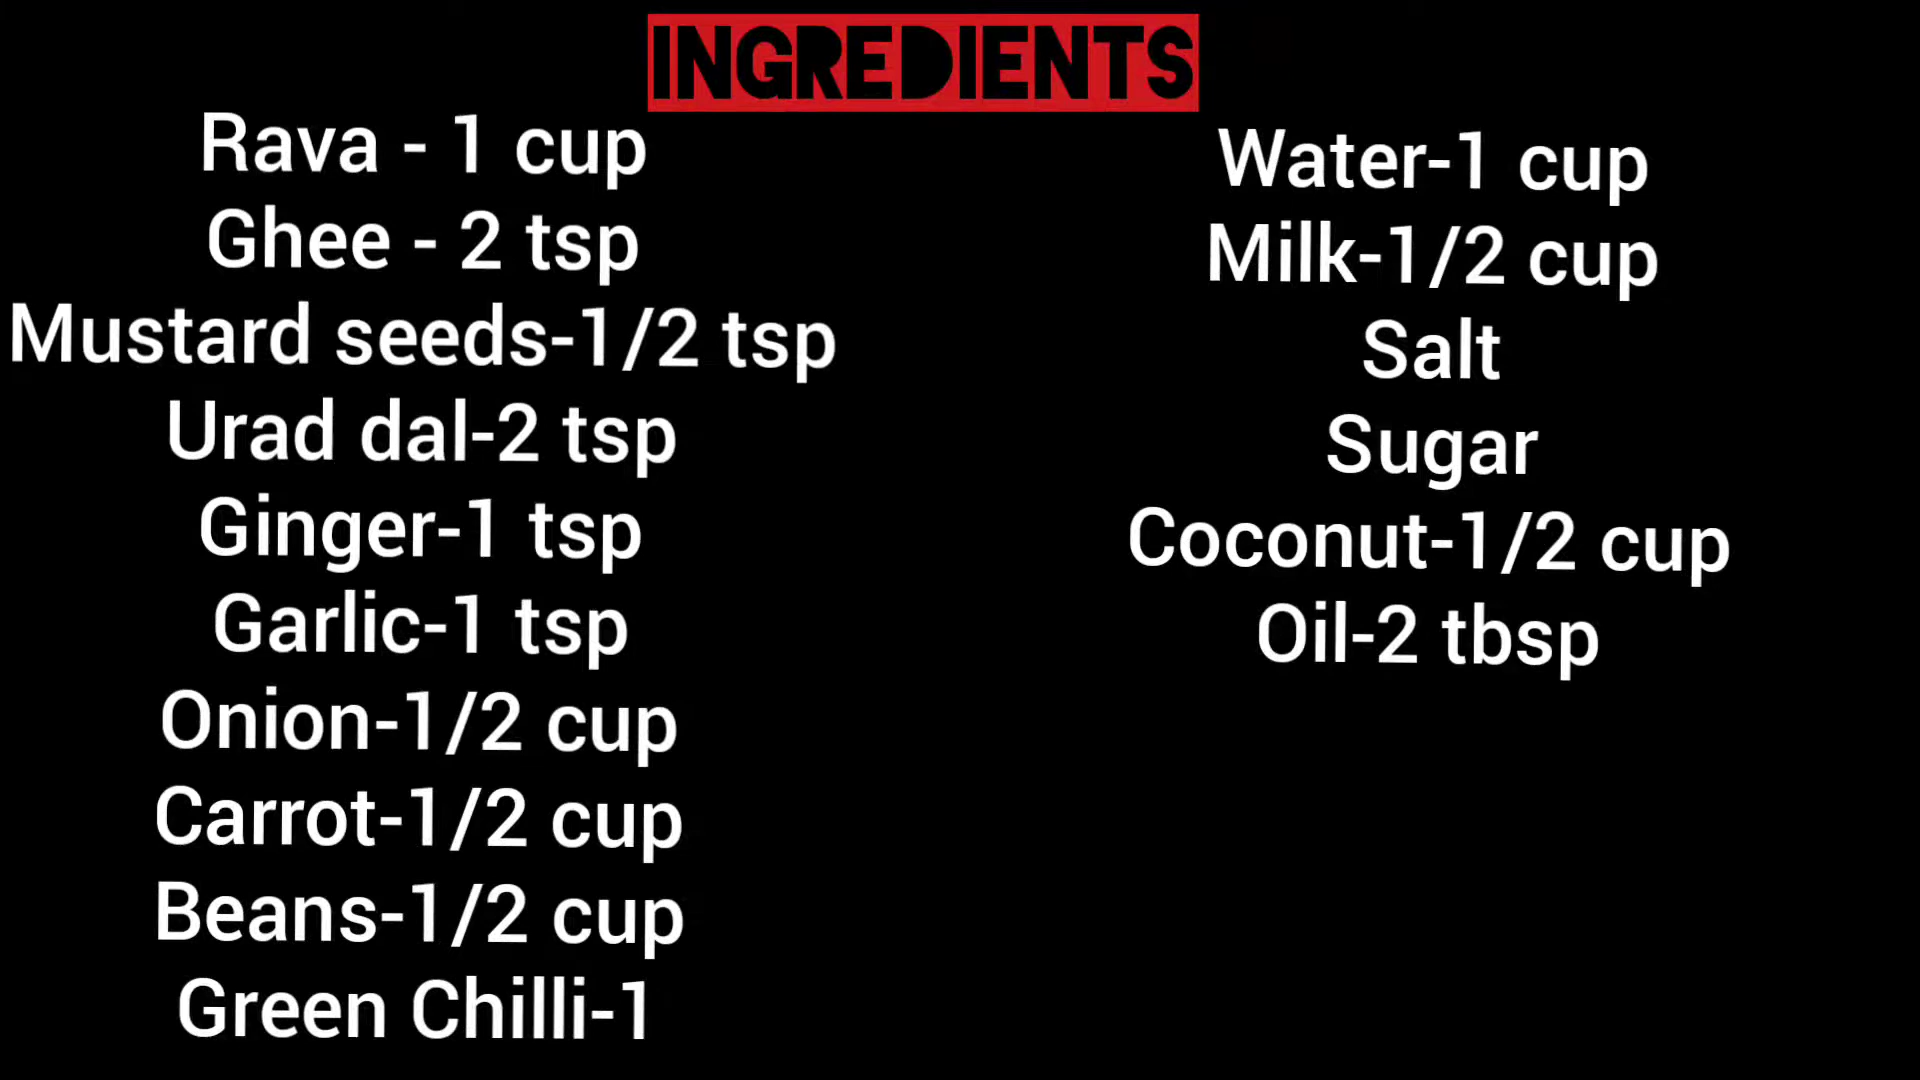 INGREDIENTS
Rava - 1 cup
Ghee - 2 tsp
Mustard seeds-1/2 tsp
Urad dal-2 tsp
Ginger-1 tsp
Garlic-1 tsp
Onion-1/2 cup
Carrot-1/2 cup
Beans-1/2 cup
Green Chilli-1
Water-1 cup
Milk-1/2 cup
Salt
Sugar
Coconut-1/2 cup
Oil-2 tbsp